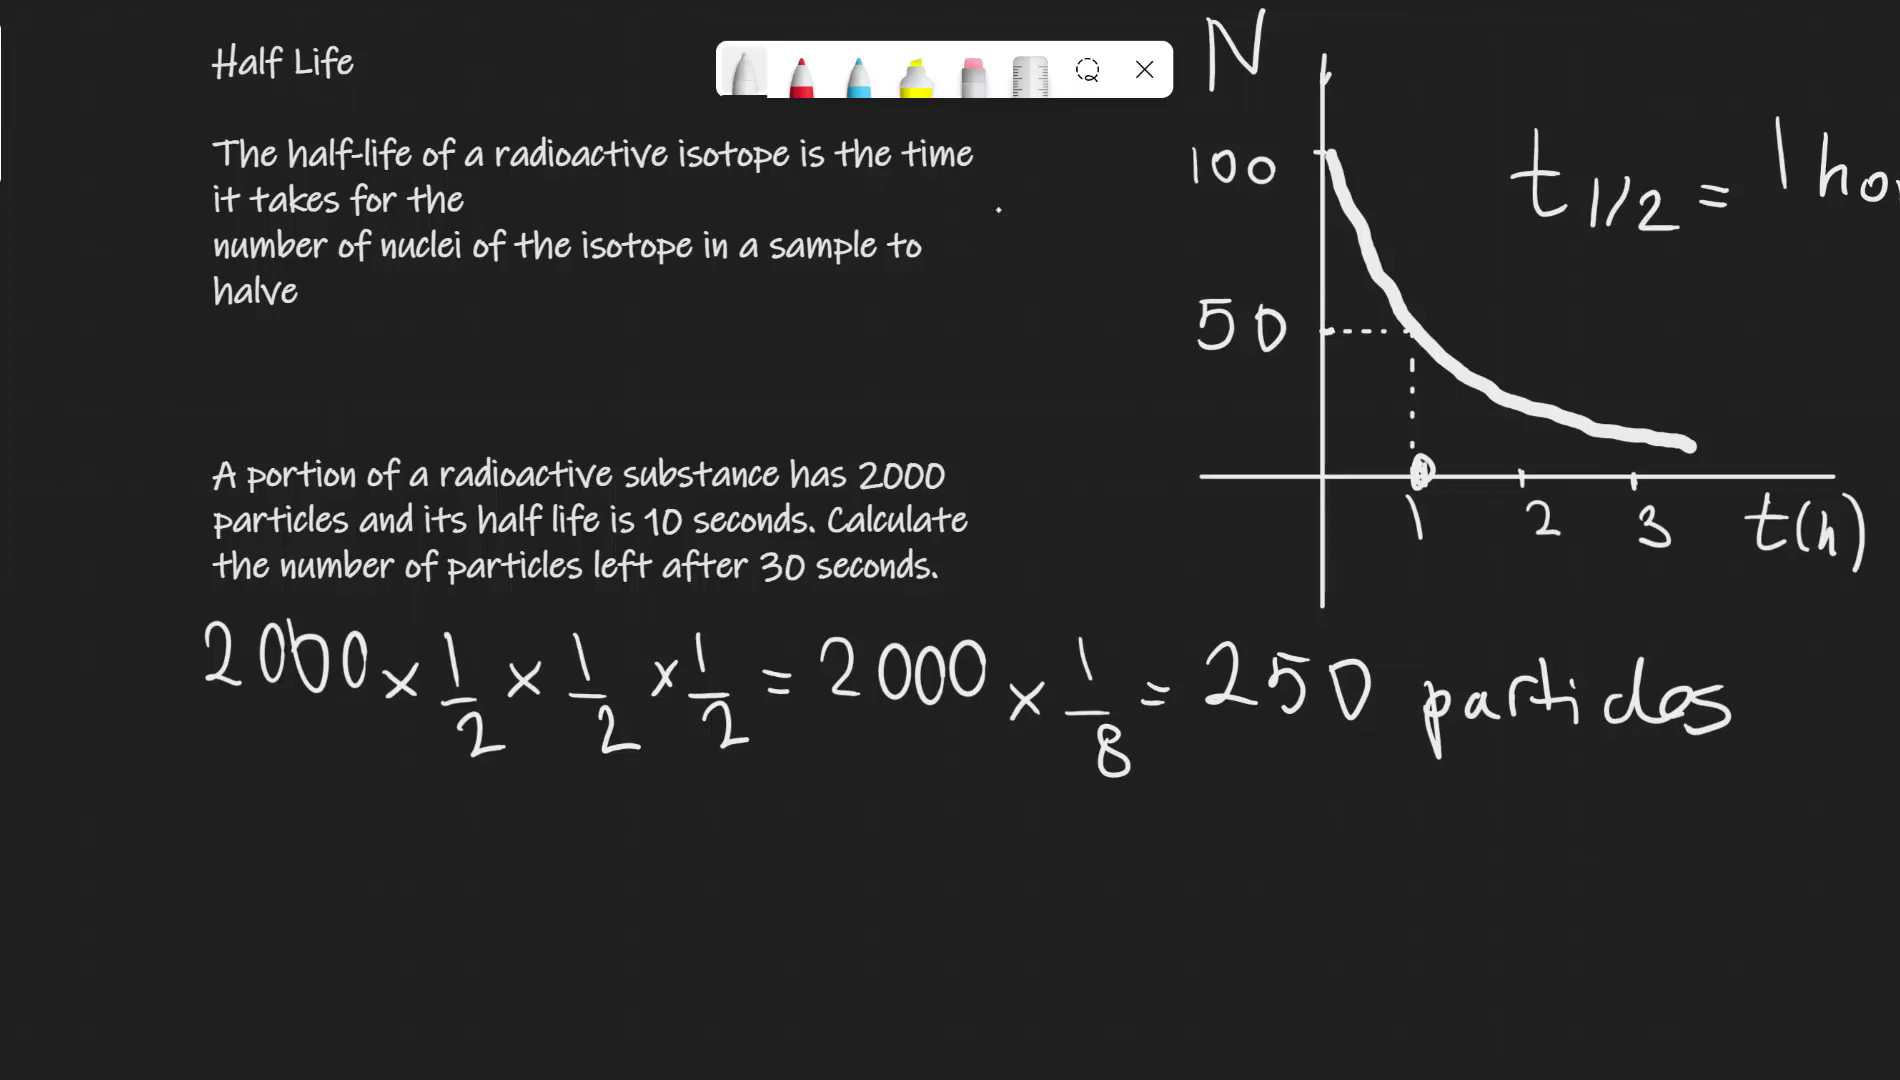 Half Life
The half-life of a radioactive isotope is the time
it takes for the
number of nuclei of the isotope in a sample to
halve
N
100
50
1
2
3
t(h)
t 1/2 =
A portion of a radioactive substance has 2000
particles and its half life is 10 seconds. Calculate
the number of particles left after 30 seconds.
2000 × 1/2 × 1/2 × 1/2 = 2000 × 1/8 = 250 particles